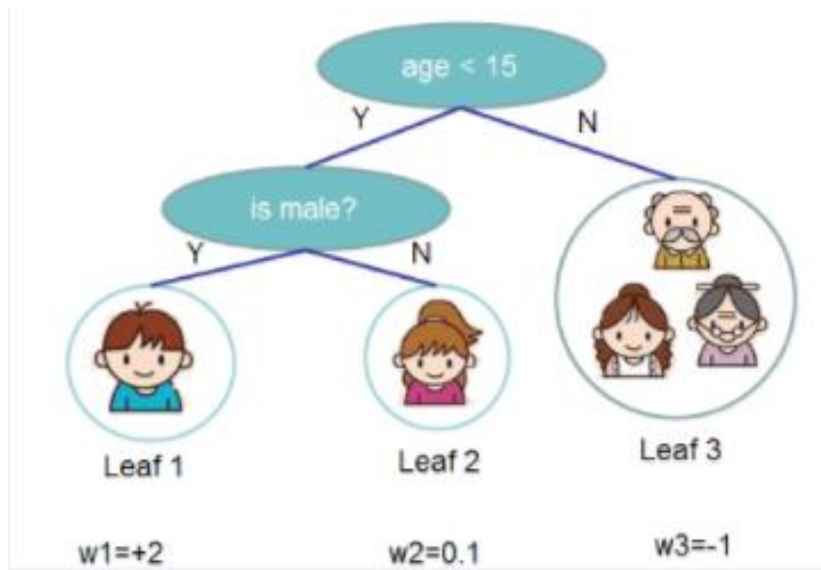 age < 15
Y
N
is male?
Y
N
Leaf 1
Leaf 2
Leaf 3
w1=+2
w2=0.1
w3=-1